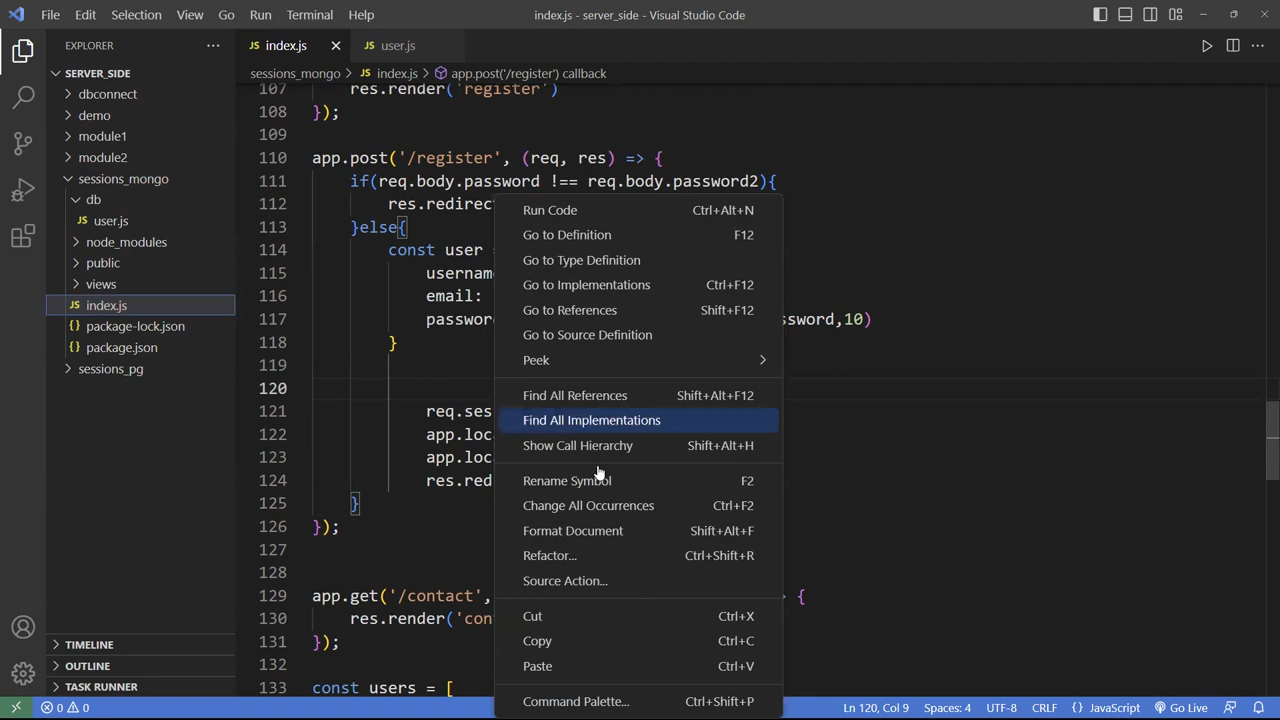 File Edit Selection View Go Run Terminal Help
index.js - server_side - Visual Studio Code
EXPLORER
SERVER_SIDE
dbconnect
demo
module1
module2
sessions_mongo
db
JS user.js
node_modules
public
views
JS index.js
{} package-lock.json
{} package.json
sessions_pg
TIMELINE
OUTLINE
TASK RUNNER
JS index.js
JS user.js
sessions_mongo > JS index.js > app.post('/register') callback
107 res.render('register')
108 });
109
110 app.post('/register', (req, res) => {
111 if(req.body.password !== req.body.password2){
112 res.redirect
113 }else{
114 const user =
115 username
116 email:
117 password ssword,10)
118 }
119
120
121 req.ses
122 app.loc
123 app.loc
124 res.red
125 }
126 });
127
128
129 app.get('/contact', {
130 res.render('con
131 });
132
133 const users = [
Run Code Ctrl+Alt+N
Go to Definition F12
Go to Type Definition
Go to Implementations Ctrl+F12
Go to References Shift+F12
Go to Source Definition
Peek
Find All References Shift+Alt+F12
Find All Implementations
Show Call Hierarchy Shift+Alt+H
Rename Symbol F2
Change All Occurrences Ctrl+F2
Format Document Shift+Alt+F
Refactor... Ctrl+Shift+R
Source Action...
Cut Ctrl+X
Copy Ctrl+C
Paste Ctrl+V
Command Palette... Ctrl+Shift+P
0 0 Ln 120, Col 9 Spaces: 4 UTF-8 CRLF {} JavaScript Go Live